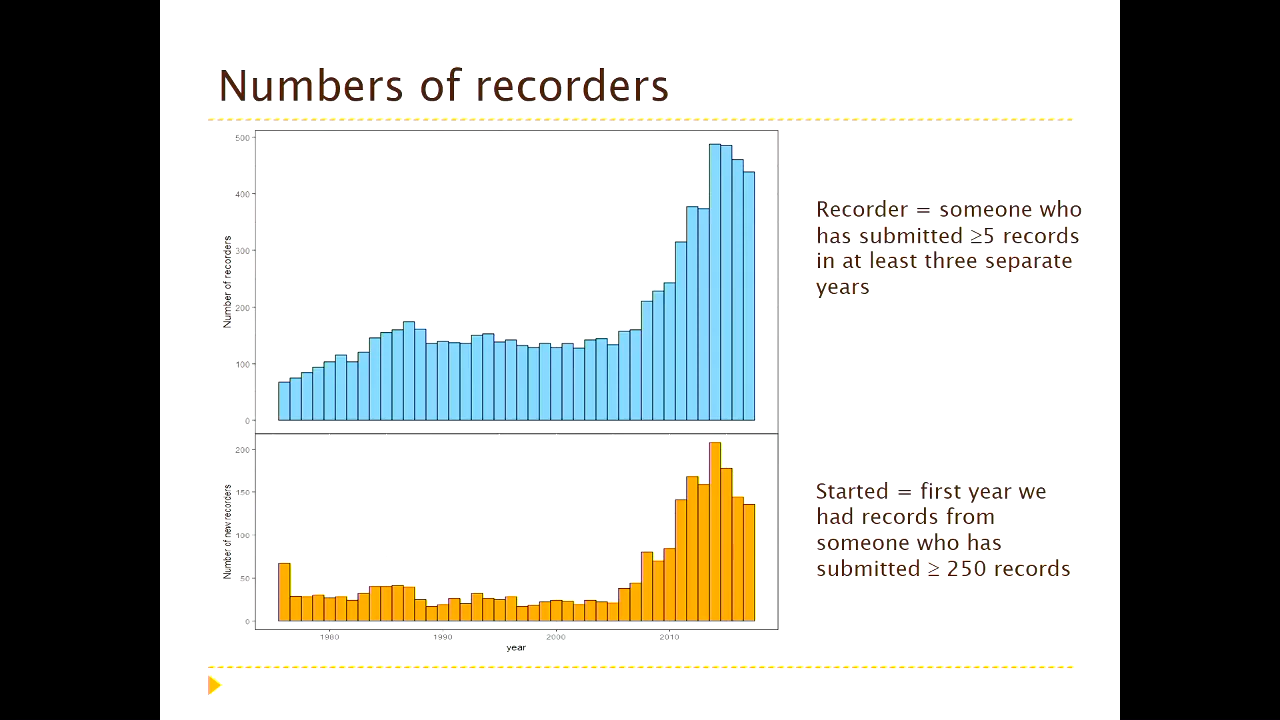 Numbers of recorders
500
400
300
200
100
0
Number of recorders
Recorder = someone who
has submitted ≥5 records
in at least three separate
years
200
150
100
50
0
Number of new recorders
Started = first year we
had records from
someone who has
submitted ≥ 250 records
1980 1990 2000 2010
year